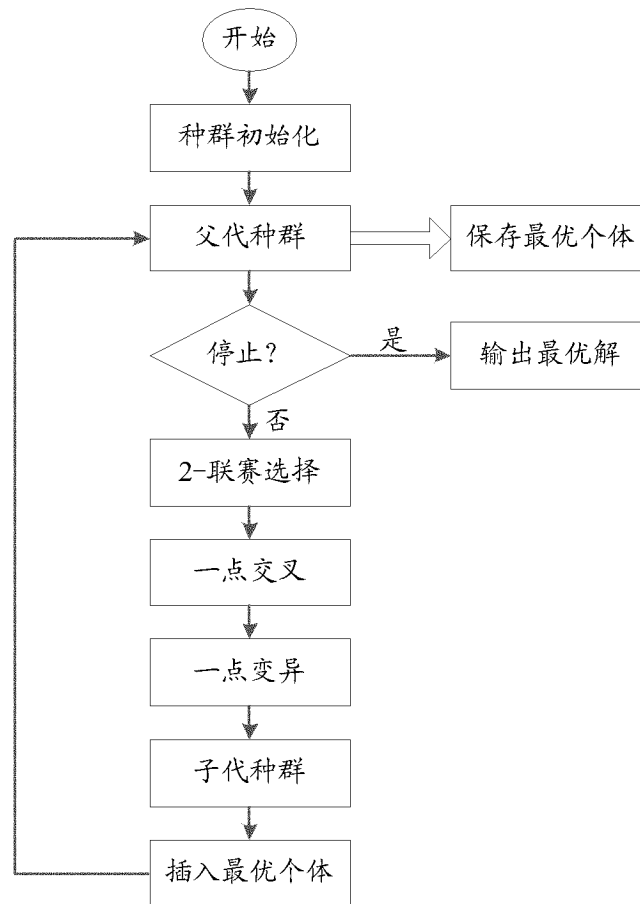 开始
种群初始化
父代种群
保存最优个体
停止？
是
输出最优解
否
2-联赛选择
一点交叉
一点变异
子代种群
插入最优个体